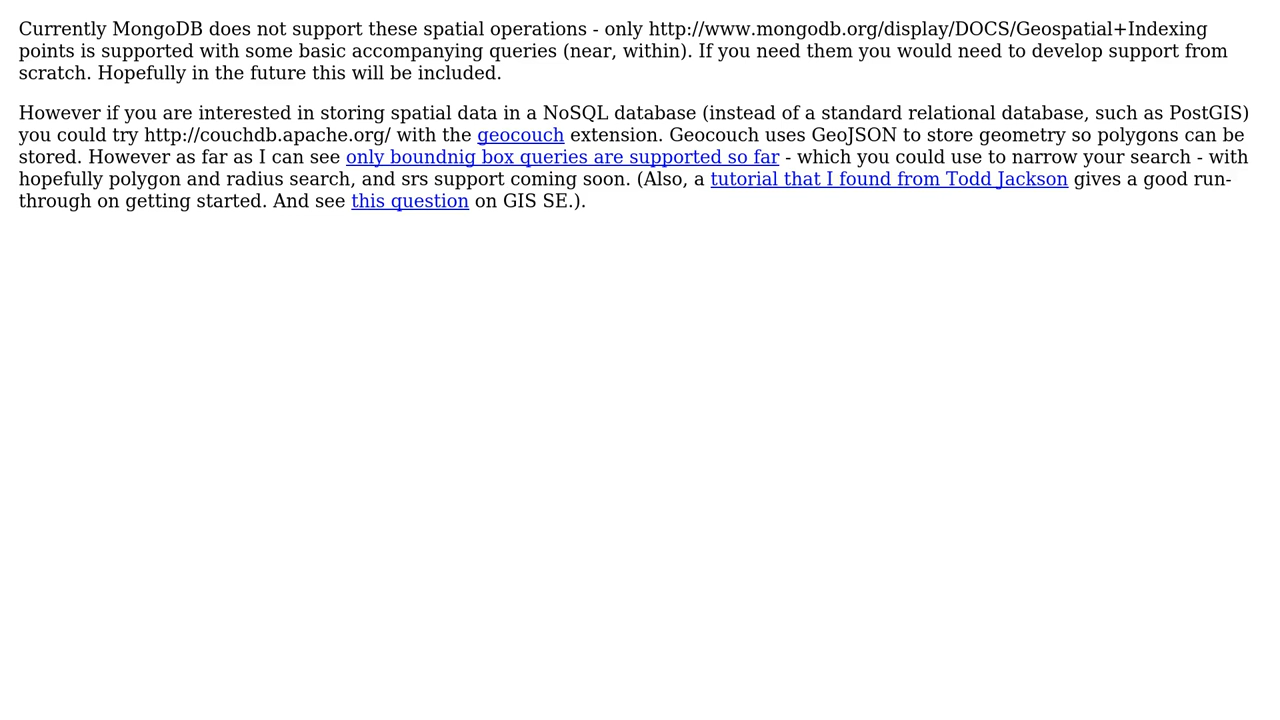 Currently MongoDB does not support these spatial operations - only http://www.mongodb.org/display/DOCS/Geospatial+Indexing
points is supported with some basic accompanying queries (near, within). If you need them you would need to develop support from
scratch. Hopefully in the future this will be included.
However if you are interested in storing spatial data in a NoSQL database (instead of a standard relational database, such as PostGIS)
you could try http://couchdb.apache.org/ with the geocouch extension. Geocouch uses GeoJSON to store geometry so polygons can be
stored. However as far as I can see only boundnig box queries are supported so far - which you could use to narrow your search - with
hopefully polygon and radius search, and srs support coming soon. (Also, a tutorial that I found from Todd Jackson gives a good run-
through on getting started. And see this question on GIS SE.).